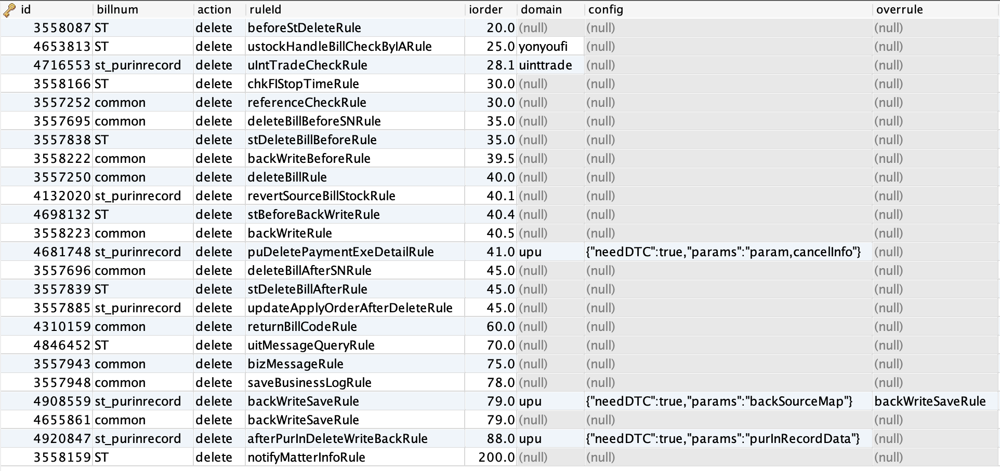 id billnum action ruleId iorder domain config overrule
3558087 ST delete beforeStDeleteRule 20.0 (null) (null) (null)
4653813 ST delete ustockHandleBillCheckByIARule 25.0 yonyoufi (null) (null)
4716553 st_purinrecord delete uIntTradeCheckRule 28.1 uinttrade (null) (null)
3558166 ST delete chkFIStopTimeRule 30.0 (null) (null) (null)
3557252 common delete referenceCheckRule 30.0 (null) (null) (null)
3557695 common delete deleteBillBeforeSNRule 35.0 (null) (null) (null)
3557838 ST delete stDeleteBillBeforeRule 35.0 (null) (null) (null)
3558222 common delete backWriteBeforeRule 39.5 (null) (null) (null)
3557250 common delete deleteBillRule 40.0 (null) (null) (null)
4132020 st_purinrecord delete revertSourceBillStockRule 40.1 (null) (null) (null)
4698132 ST delete stBeforeBackWriteRule 40.4 (null) (null) (null)
3558223 common delete backWriteRule 40.5 (null) (null) (null)
4681748 st_purinrecord delete puDeletePaymentExeDetailRule 41.0 upu {"needDTC":true,"params":"param,cancelInfo"} (null)
3557696 common delete deleteBillAfterSNRule 45.0 (null) (null) (null)
3557839 ST delete stDeleteBillAfterRule 45.0 (null) (null) (null)
3557885 st_purinrecord delete updateApplyOrderAfterDeleteRule 45.0 (null) (null) (null)
4310159 common delete returnBillCodeRule 60.0 (null) (null) (null)
4846452 ST delete uitMessageQueryRule 70.0 (null) (null) (null)
3557943 common delete bizMessageRule 75.0 (null) (null) (null)
3557948 common delete saveBusinessLogRule 78.0 (null) (null) (null)
4908559 st_purinrecord delete backWriteSaveRule 79.0 upu {"needDTC":true,"params":"backSourceMap"} backWriteSaveRule
4655861 common delete backWriteSaveRule 79.0 (null) (null) (null)
4920847 st_purinrecord delete afterPurInDeleteWriteBackRule 88.0 upu {"needDTC":true,"params":"purInRecordData"} (null)
3558159 ST delete notifyMatterInfoRule 200.0 (null) (null) (null)